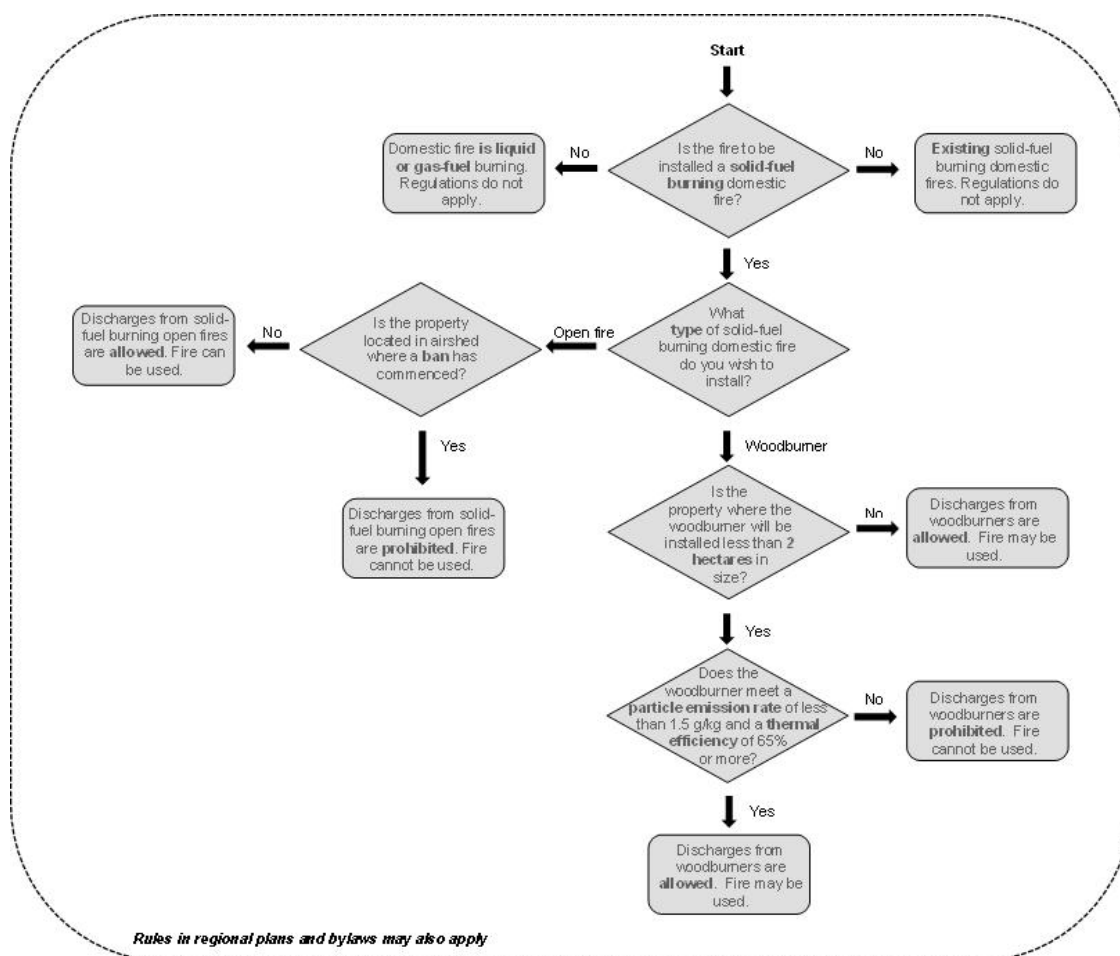 Start
Domestic fire is liquid
or gas-fuel burning.
Regulations do not
apply.
No
Is the fire to be
installed a solid-fuel
burning domestic
fire?
No
Existing solid-fuel
burning domestic
fires. Regulations do
not apply.
Yes
Discharges from solid-
fuel burning open fires
are allowed. Fire can
be used.
No
Is the property
located in airshed
where a ban has
commenced?
Open fire
What
type of solid-fuel
burning domestic fire
do you wish to
install?
Yes
Woodburner
Discharges from solid-
fuel burning open fires
are prohibited. Fire
cannot be used.
Is the
property where the
woodburner will be
installed less than 2
hectares in
size?
No
Discharges from
woodburners are
allowed. Fire may be
used.
Yes
Does the
woodburner meet a
particle emission rate of less
than 1.5 g/kg and a thermal
efficiency of 65%
or more?
No
Discharges from
woodburners are
prohibited. Fire
cannot be used.
Yes
Discharges from
woodburners are
allowed. Fire may be
used.
Rules in regional plans and bylaws may also apply